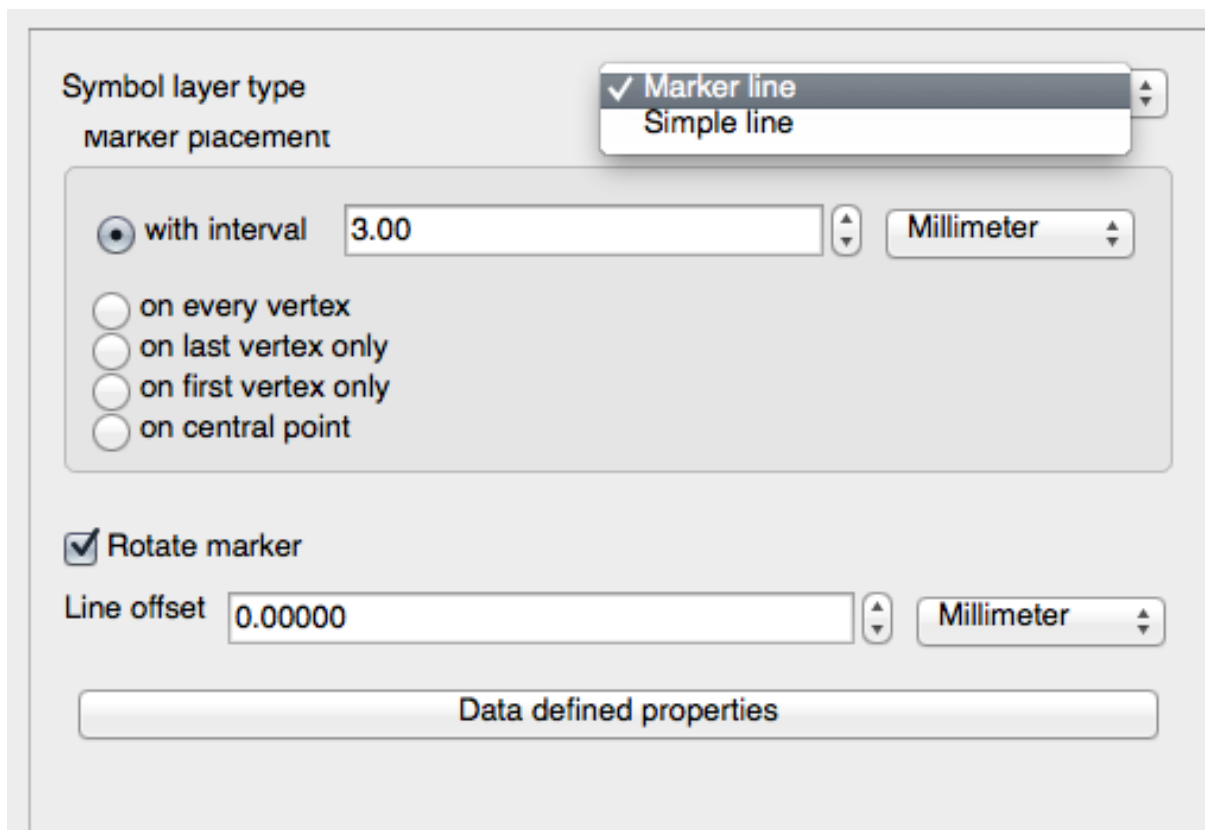 Symbol layer type
Marker line
Simple line
Marker placement
with interval 3.00 Millimeter
on every vertex
on last vertex only
on first vertex only
on central point
Rotate marker
Line offset 0.00000 Millimeter
Data defined properties